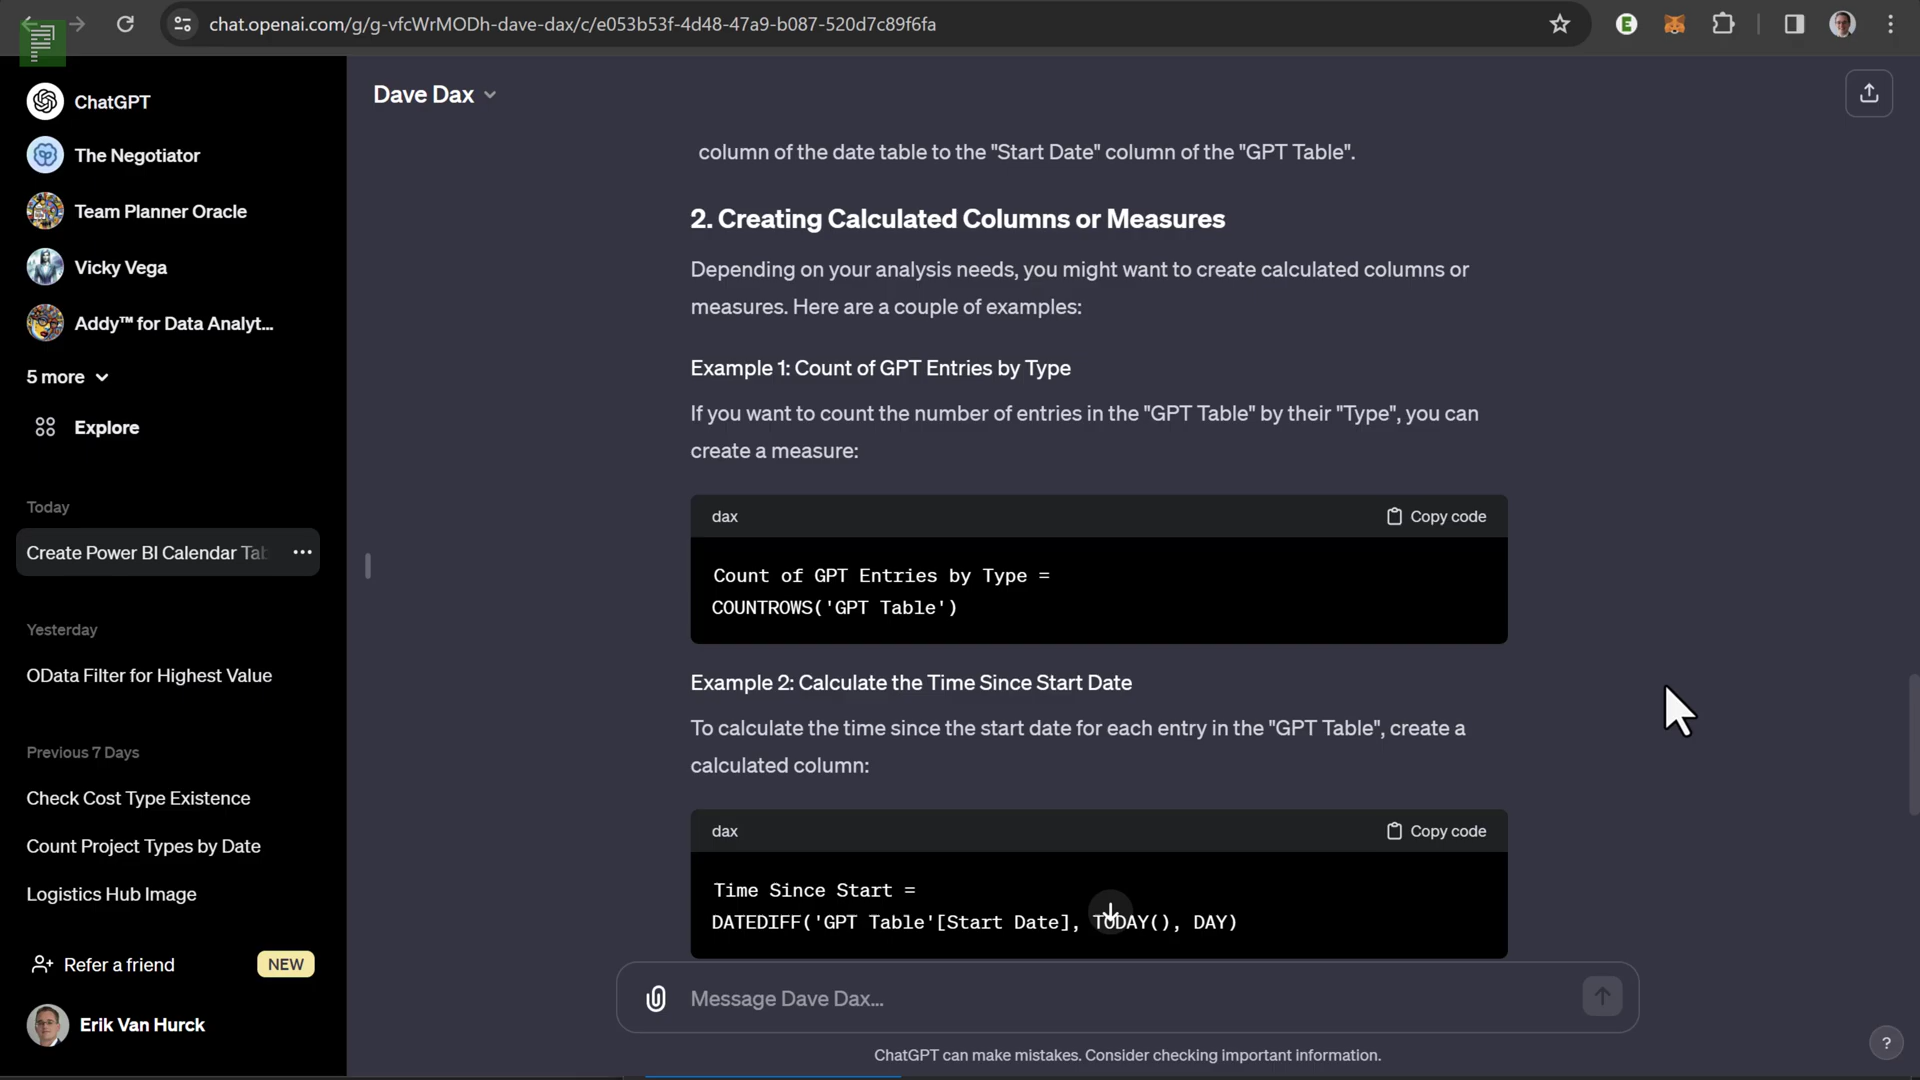 chat.openai.com/g/g-vfcWrMODh-dave-dax/c/e053b53f-4d48-47a9-b087-520d7c89f6fa
ChatGPT
The Negotiator
Team Planner Oracle
Vicky Vega
Addy™ for Data Analyt...
5 more
Explore
Today
Create Power BI Calendar Tab
Yesterday
OData Filter for Highest Value
Previous 7 Days
Check Cost Type Existence
Count Project Types by Date
Logistics Hub Image
Refer a friend
NEW
Erik Van Hurck
Dave Dax
column of the date table to the "Start Date" column of the "GPT Table".
2. Creating Calculated Columns or Measures
Depending on your analysis needs, you might want to create calculated columns or
measures. Here are a couple of examples:
Example 1: Count of GPT Entries by Type
If you want to count the number of entries in the "GPT Table" by their "Type", you can
create a measure:
dax
Copy code
Count of GPT Entries by Type =
COUNTROWS('GPT Table')
Example 2: Calculate the Time Since Start Date
To calculate the time since the start date for each entry in the "GPT Table", create a
calculated column:
dax
Copy code
Time Since Start =
DATEDIFF('GPT Table'[Start Date], TODAY(), DAY)
Message Dave Dax...
ChatGPT can make mistakes. Consider checking important information.
?